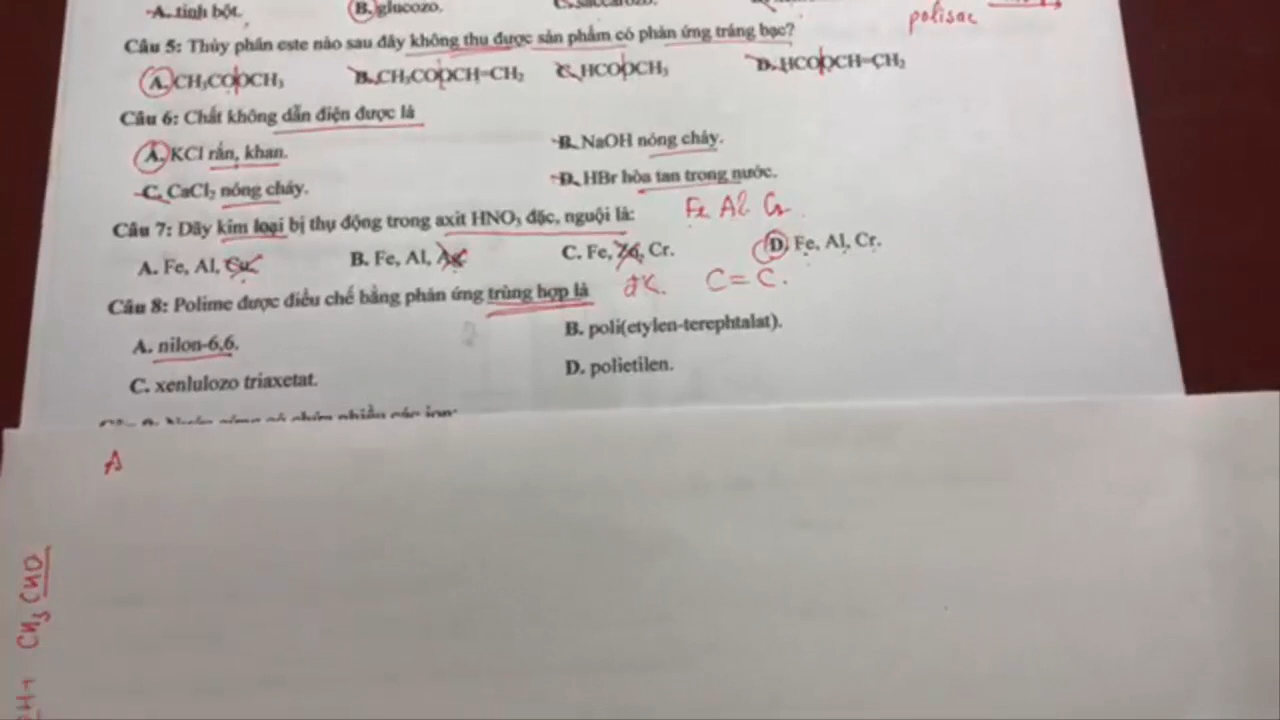 A. tinh bột.
B. glucozo.
polisac
Câu 5: Thủy phân este nào sau đây không thu được sản phẩm có phản ứng tráng bạc?
A. CH₃COOCH₃ B. CH₃COOCH=CH₂ C. HCOOCH₃ D. HCOOCH=CH₂
Câu 6: Chất không dẫn điện được là
A. KCl rắn, khan. B. NaOH nóng chảy.
C. CaCl₂ nóng chảy. D. HBr hòa tan trong nước.
Câu 7: Dãy kim loại bị thụ động trong axit HNO₃ đặc, nguội là: Fe Al Cr
A. Fe, Al, Cu. B. Fe, Al, C. Fe, Zn, Cr. D. Fe, Al, Cr.
Câu 8: Polime được điều chế bằng phản ứng trùng hợp là ĐK. C=C.
A. nilon-6,6. B. poli(etylen-terephtalat).
C. xenlulozo triaxetat. D. polietilen.
A
CH₃CHO